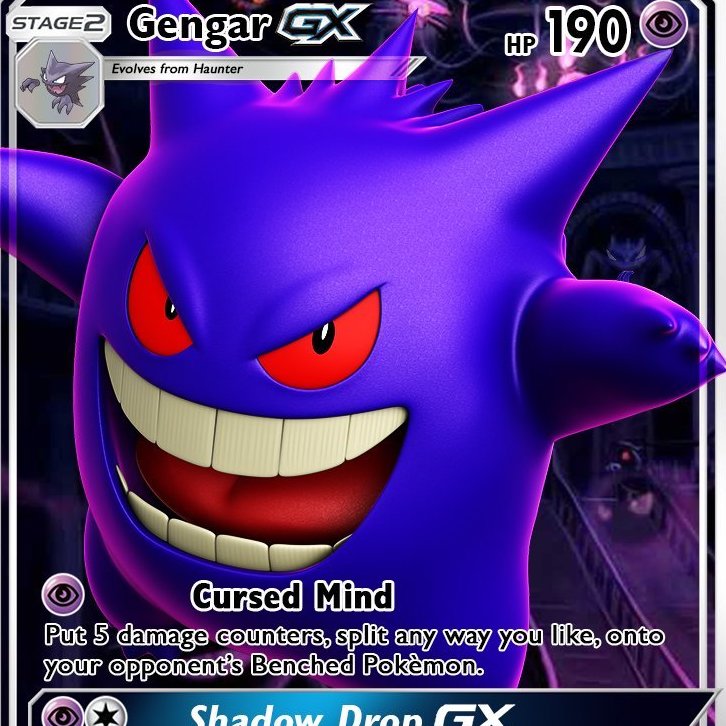 STAGE2 Gengar GX HP 190
Evolves from Haunter
Cursed Mind
Put 5 damage counters, split any way you like, onto
your opponent's Benched Pokèmon.
Shadow Drop GX